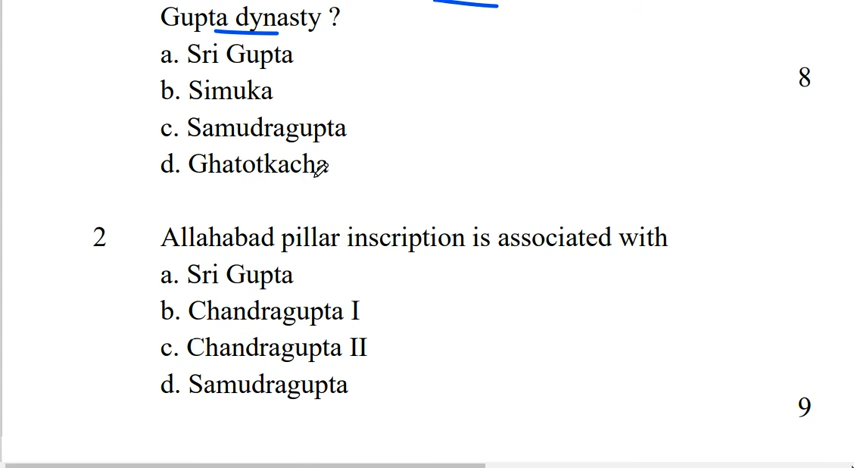 Gupta dynasty ?
a. Sri Gupta
8
b. Simuka
c. Samudragupta
d. Ghatotkacha
2 Allahabad pillar inscription is associated with
a. Sri Gupta
b. Chandragupta I
c. Chandragupta II
d. Samudragupta
9